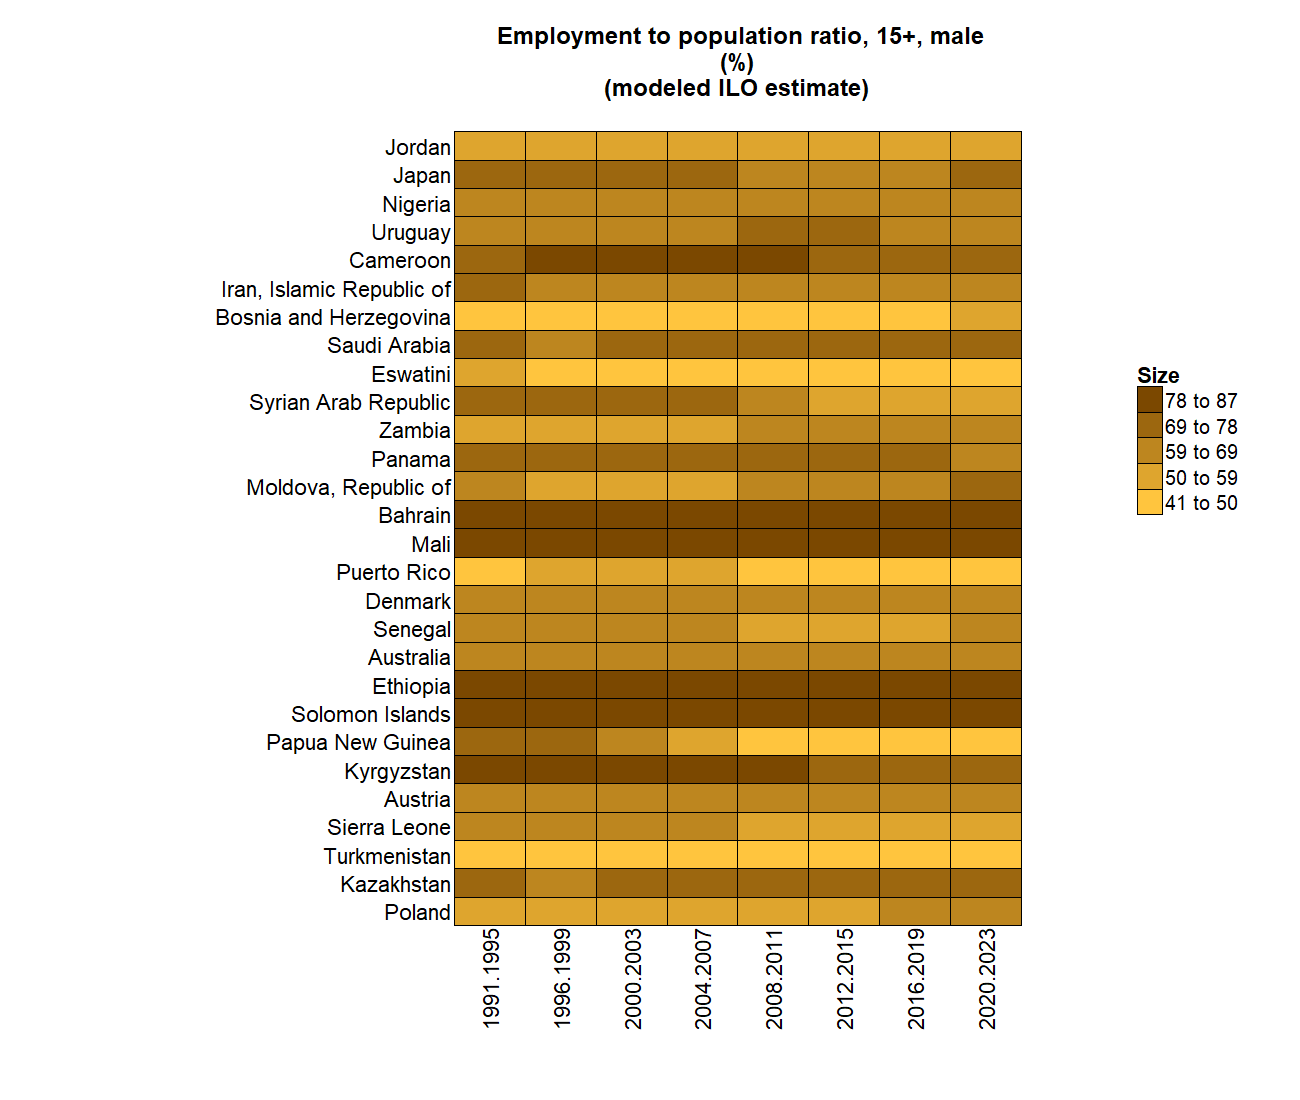 Employment to population ratio, 15+, male
(%)
(modeled ILO estimate)
Jordan
Japan
Nigeria
Uruguay
Cameroon
Iran, Islamic Republic of
Bosnia and Herzegovina
Saudi Arabia
Eswatini
Syrian Arab Republic
Zambia
Panama
Moldova, Republic of
Bahrain
Mali
Puerto Rico
Denmark
Senegal
Australia
Ethiopia
Solomon Islands
Papua New Guinea
Kyrgyzstan
Austria
Sierra Leone
Turkmenistan
Kazakhstan
Poland
1991.1995
1996.1999
2000.2003
2004.2007
2008.2011
2012.2015
2016.2019
2020.2023
Size
78 to 87
69 to 78
59 to 69
50 to 59
41 to 50